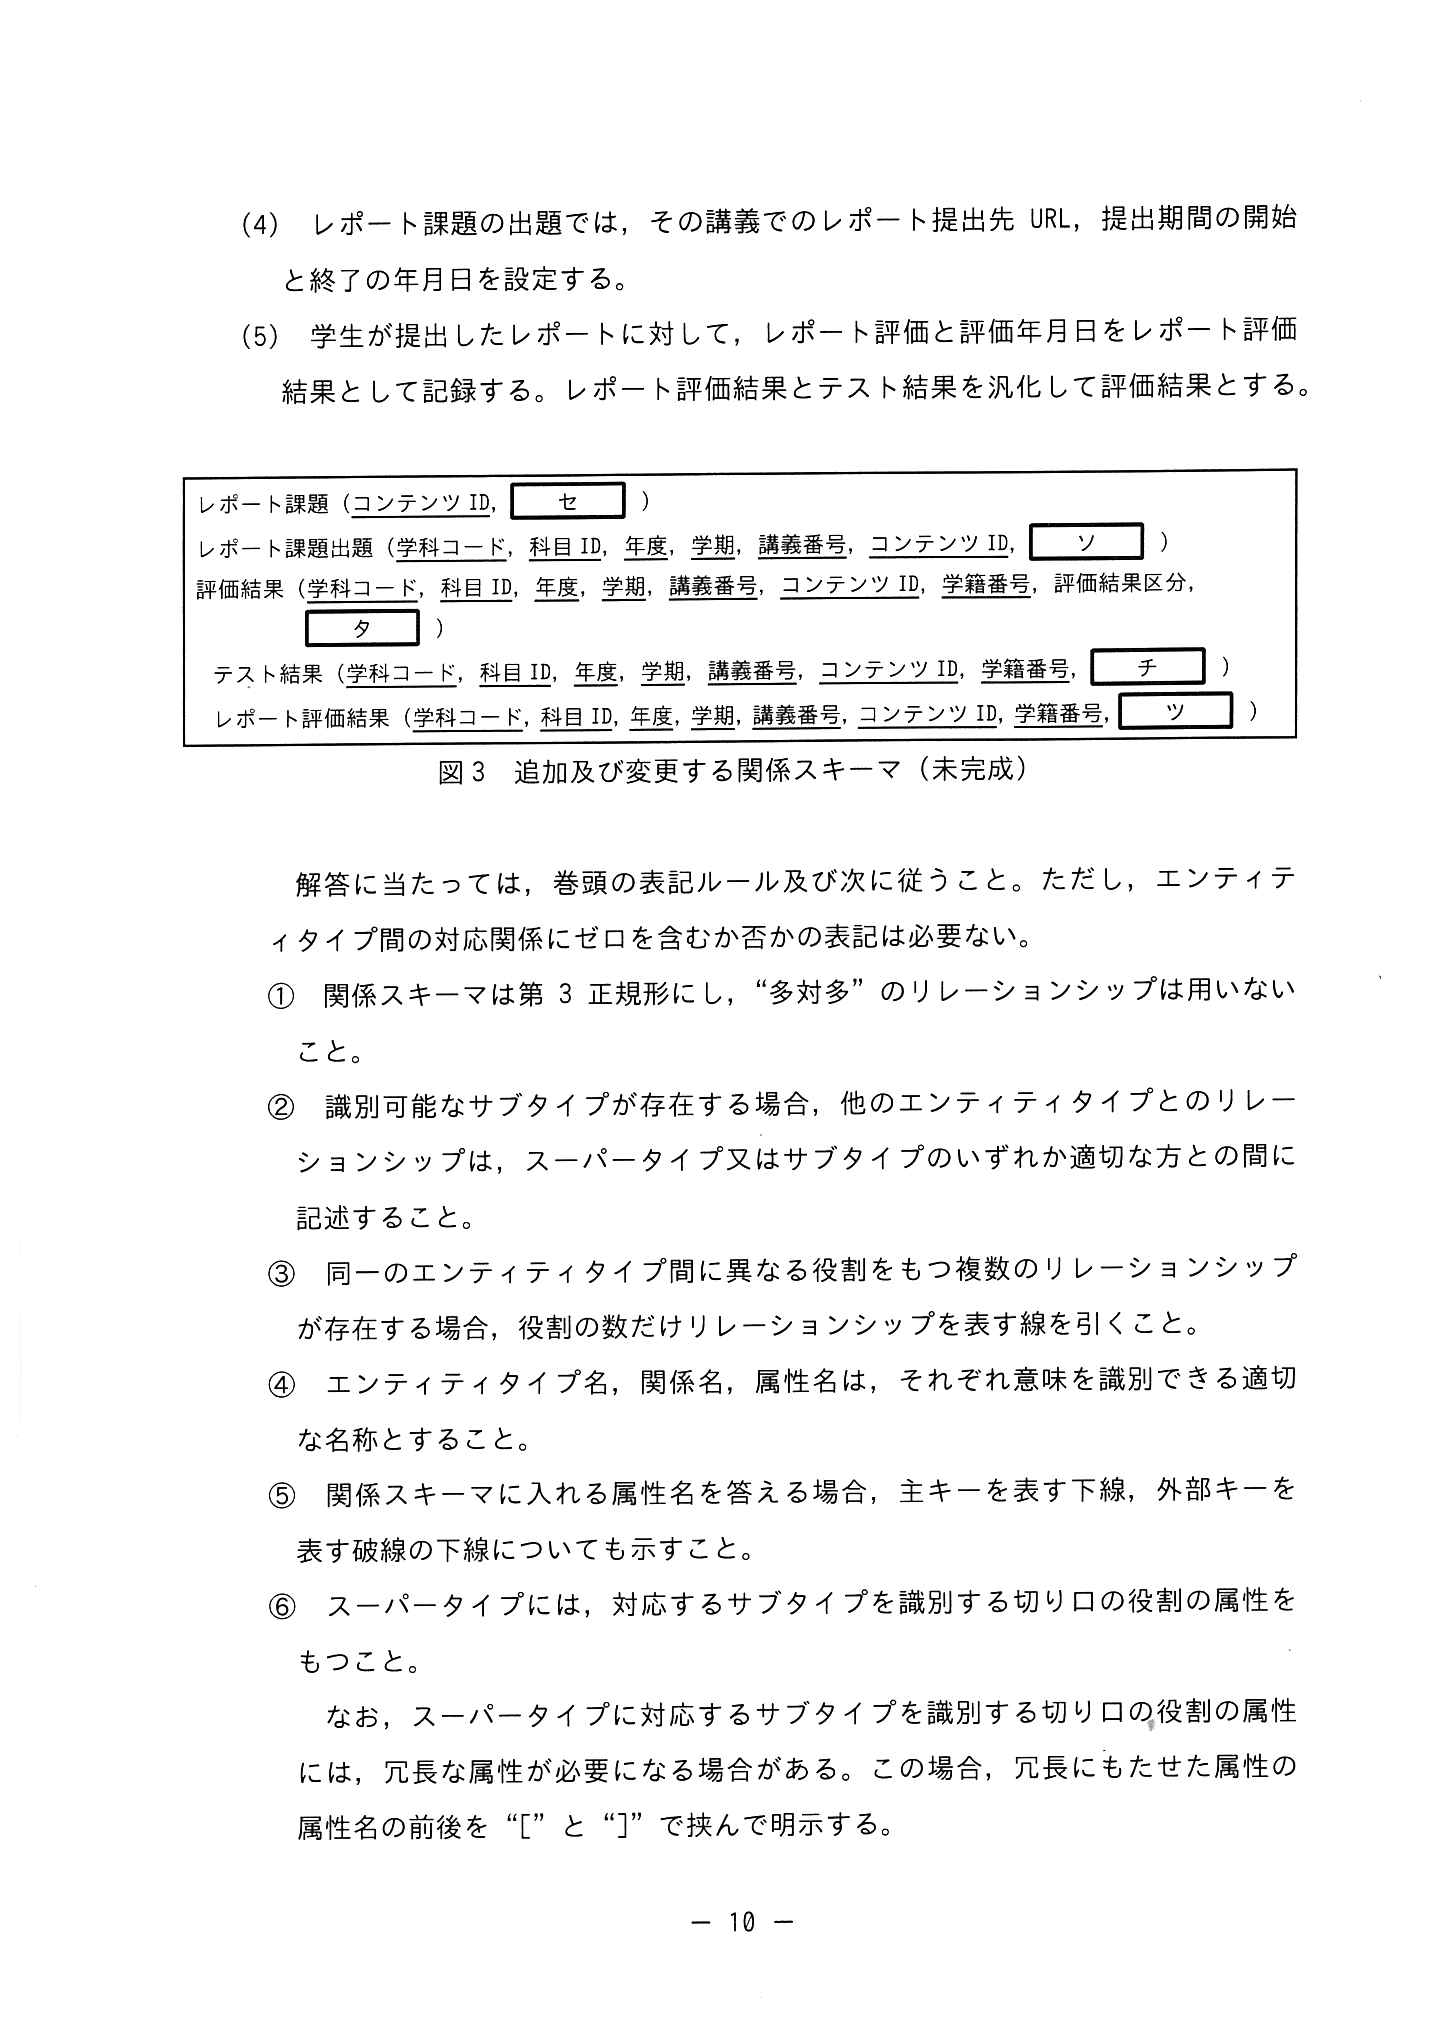 (4) レポート課題の出題では，その講義でのレポート提出先 URL，提出期間の開始
と終了の年月日を設定する。
(5) 学生が提出したレポートに対して，レポート評価と評価年月日をレポート評価
結果として記録する。レポート評価結果とテスト結果を汎化して評価結果とする。
レポート課題（コンテンツ ID, セ ）
レポート課題出題（学科コード, 科目 ID, 年度, 学期, 講義番号, コンテンツ ID, ソ ）
評価結果（学科コード, 科目 ID, 年度, 学期, 講義番号, コンテンツ ID, 学籍番号, 評価結果区分,
タ ）
テスト結果（学科コード, 科目 ID, 年度, 学期, 講義番号, コンテンツ ID, 学籍番号, チ ）
レポート評価結果（学科コード, 科目 ID, 年度, 学期, 講義番号, コンテンツ ID, 学籍番号, ツ ）
図３ 追加及び変更する関係スキーマ（未完成）
解答に当たっては，巻頭の表記ルール及び次に従うこと。ただし，エンティテ
ィタイプ間の対応関係にゼロを含むか否かの表記は必要ない。
① 関係スキーマは第 3 正規形にし，“多対多” のリレーションシップは用いない
こと。
② 識別可能なサブタイプが存在する場合，他のエンティティタイプとのリレー
ションシップは，スーパータイプ又はサブタイプのいずれか適切な方との間に
記述すること。
③ 同一のエンティティタイプ間に異なる役割をもつ複数のリレーションシップ
が存在する場合，役割の数だけリレーションシップを表す線を引くこと。
④ エンティティタイプ名，関係名，属性名は，それぞれ意味を識別できる適切
な名称とすること。
⑤ 関係スキーマに入れる属性名を答える場合，主キーを表す下線，外部キーを
表す破線の下線についても示すこと。
⑥ スーパータイプには，対応するサブタイプを識別する切り口の役割の属性を
もつこと。
なお，スーパータイプに対応するサブタイプを識別する切り口の役割の属性
には，冗長な属性が必要になる場合がある。この場合，冗長にもたせた属性の
属性名の前後を “[” と “]” で挟んで明示する。
－ 10 －